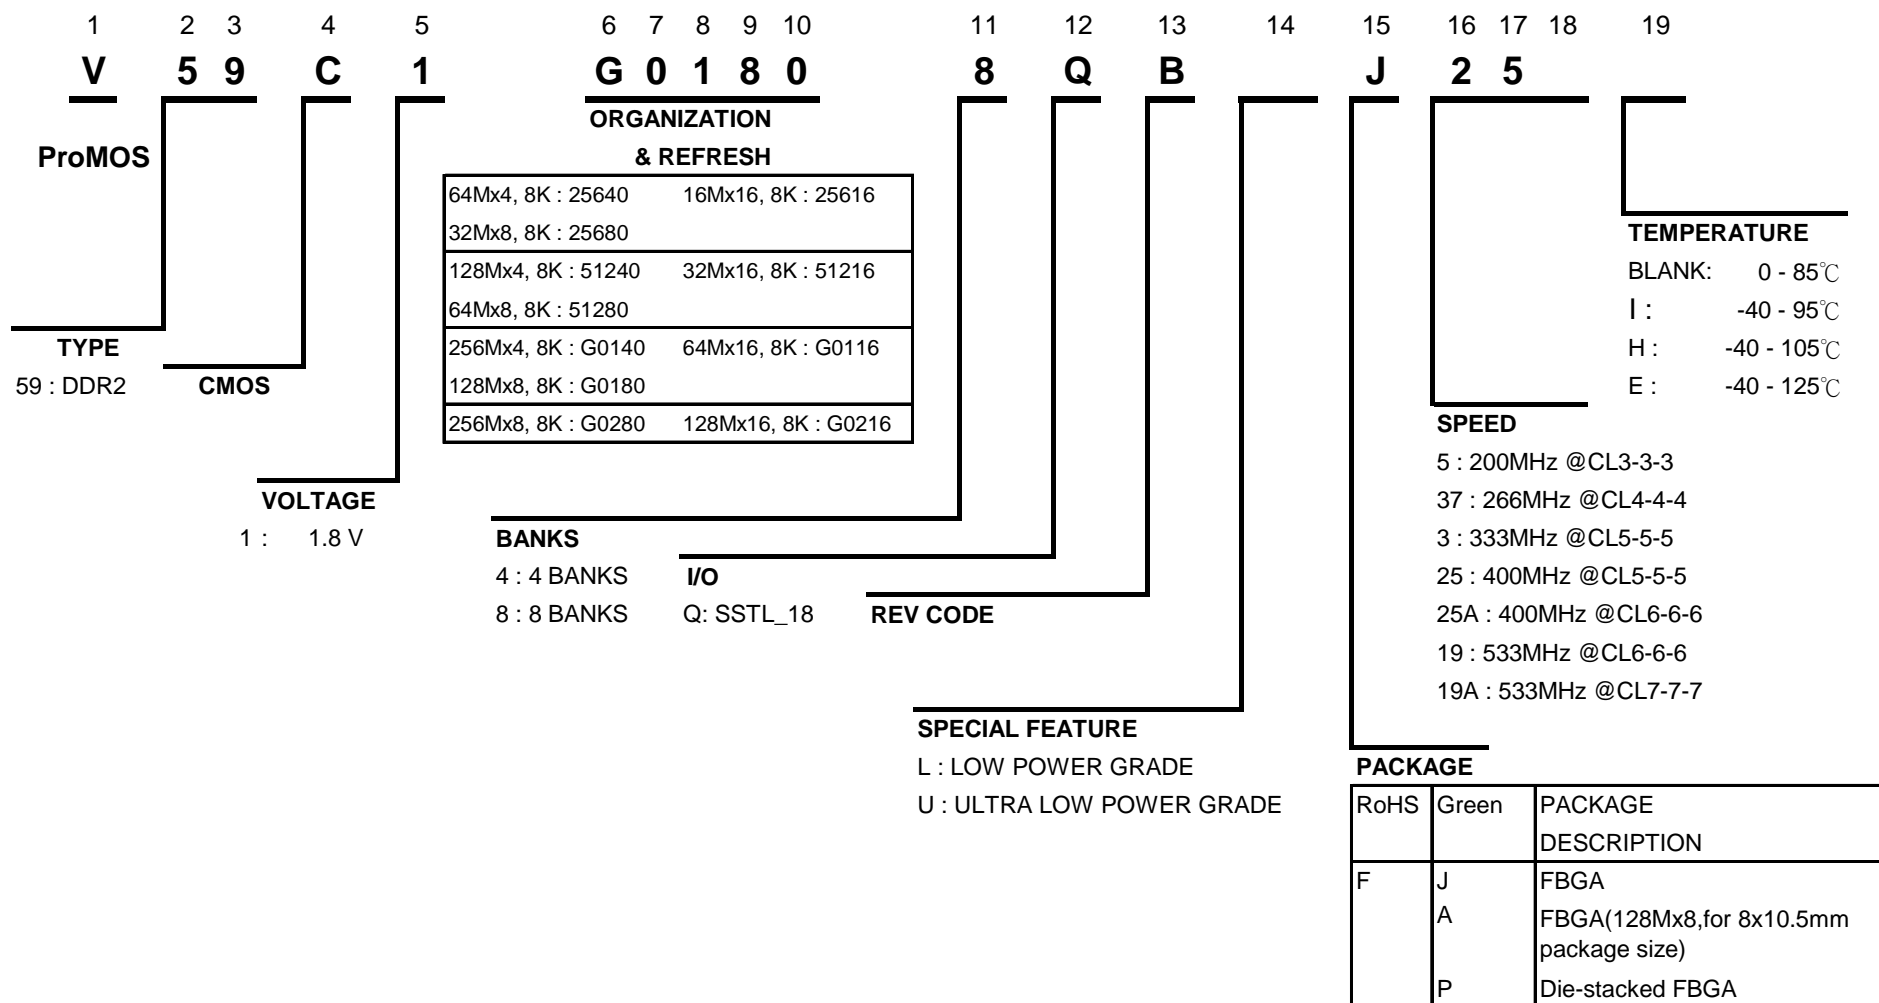 1 2 3 4 5 6 7 8 9 10 11 12 13 14 15 16 17 18 19
V 5 9 C 1 G 0 1 8 0 8 Q B J 2 5
ORGANIZATION
& REFRESH
ProMOS
64Mx4, 8K : 25640 16Mx16, 8K : 25616
32Mx8, 8K : 25680
128Mx4, 8K : 51240 32Mx16, 8K : 51216
64Mx8, 8K : 51280
256Mx4, 8K : G0140 64Mx16, 8K : G0116
128Mx8, 8K : G0180
256Mx8, 8K : G0280 128Mx16, 8K : G0216
TEMPERATURE
BLANK: 0 - 85℃
I : -40 - 95℃
H : -40 - 105℃
E : -40 - 125℃
TYPE
59 : DDR2
CMOS
VOLTAGE
1 : 1.8 V
BANKS
4 : 4 BANKS
8 : 8 BANKS
I/O
Q: SSTL_18
REV CODE
SPEED
5 : 200MHz @CL3-3-3
37 : 266MHz @CL4-4-4
3 : 333MHz @CL5-5-5
25 : 400MHz @CL5-5-5
25A : 400MHz @CL6-6-6
19 : 533MHz @CL6-6-6
19A : 533MHz @CL7-7-7
SPECIAL FEATURE
L : LOW POWER GRADE
U : ULTRA LOW POWER GRADE
PACKAGE
RoHS Green PACKAGE
DESCRIPTION
F J FBGA
A FBGA(128Mx8,for 8x10.5mm
package size)
P Die-stacked FBGA